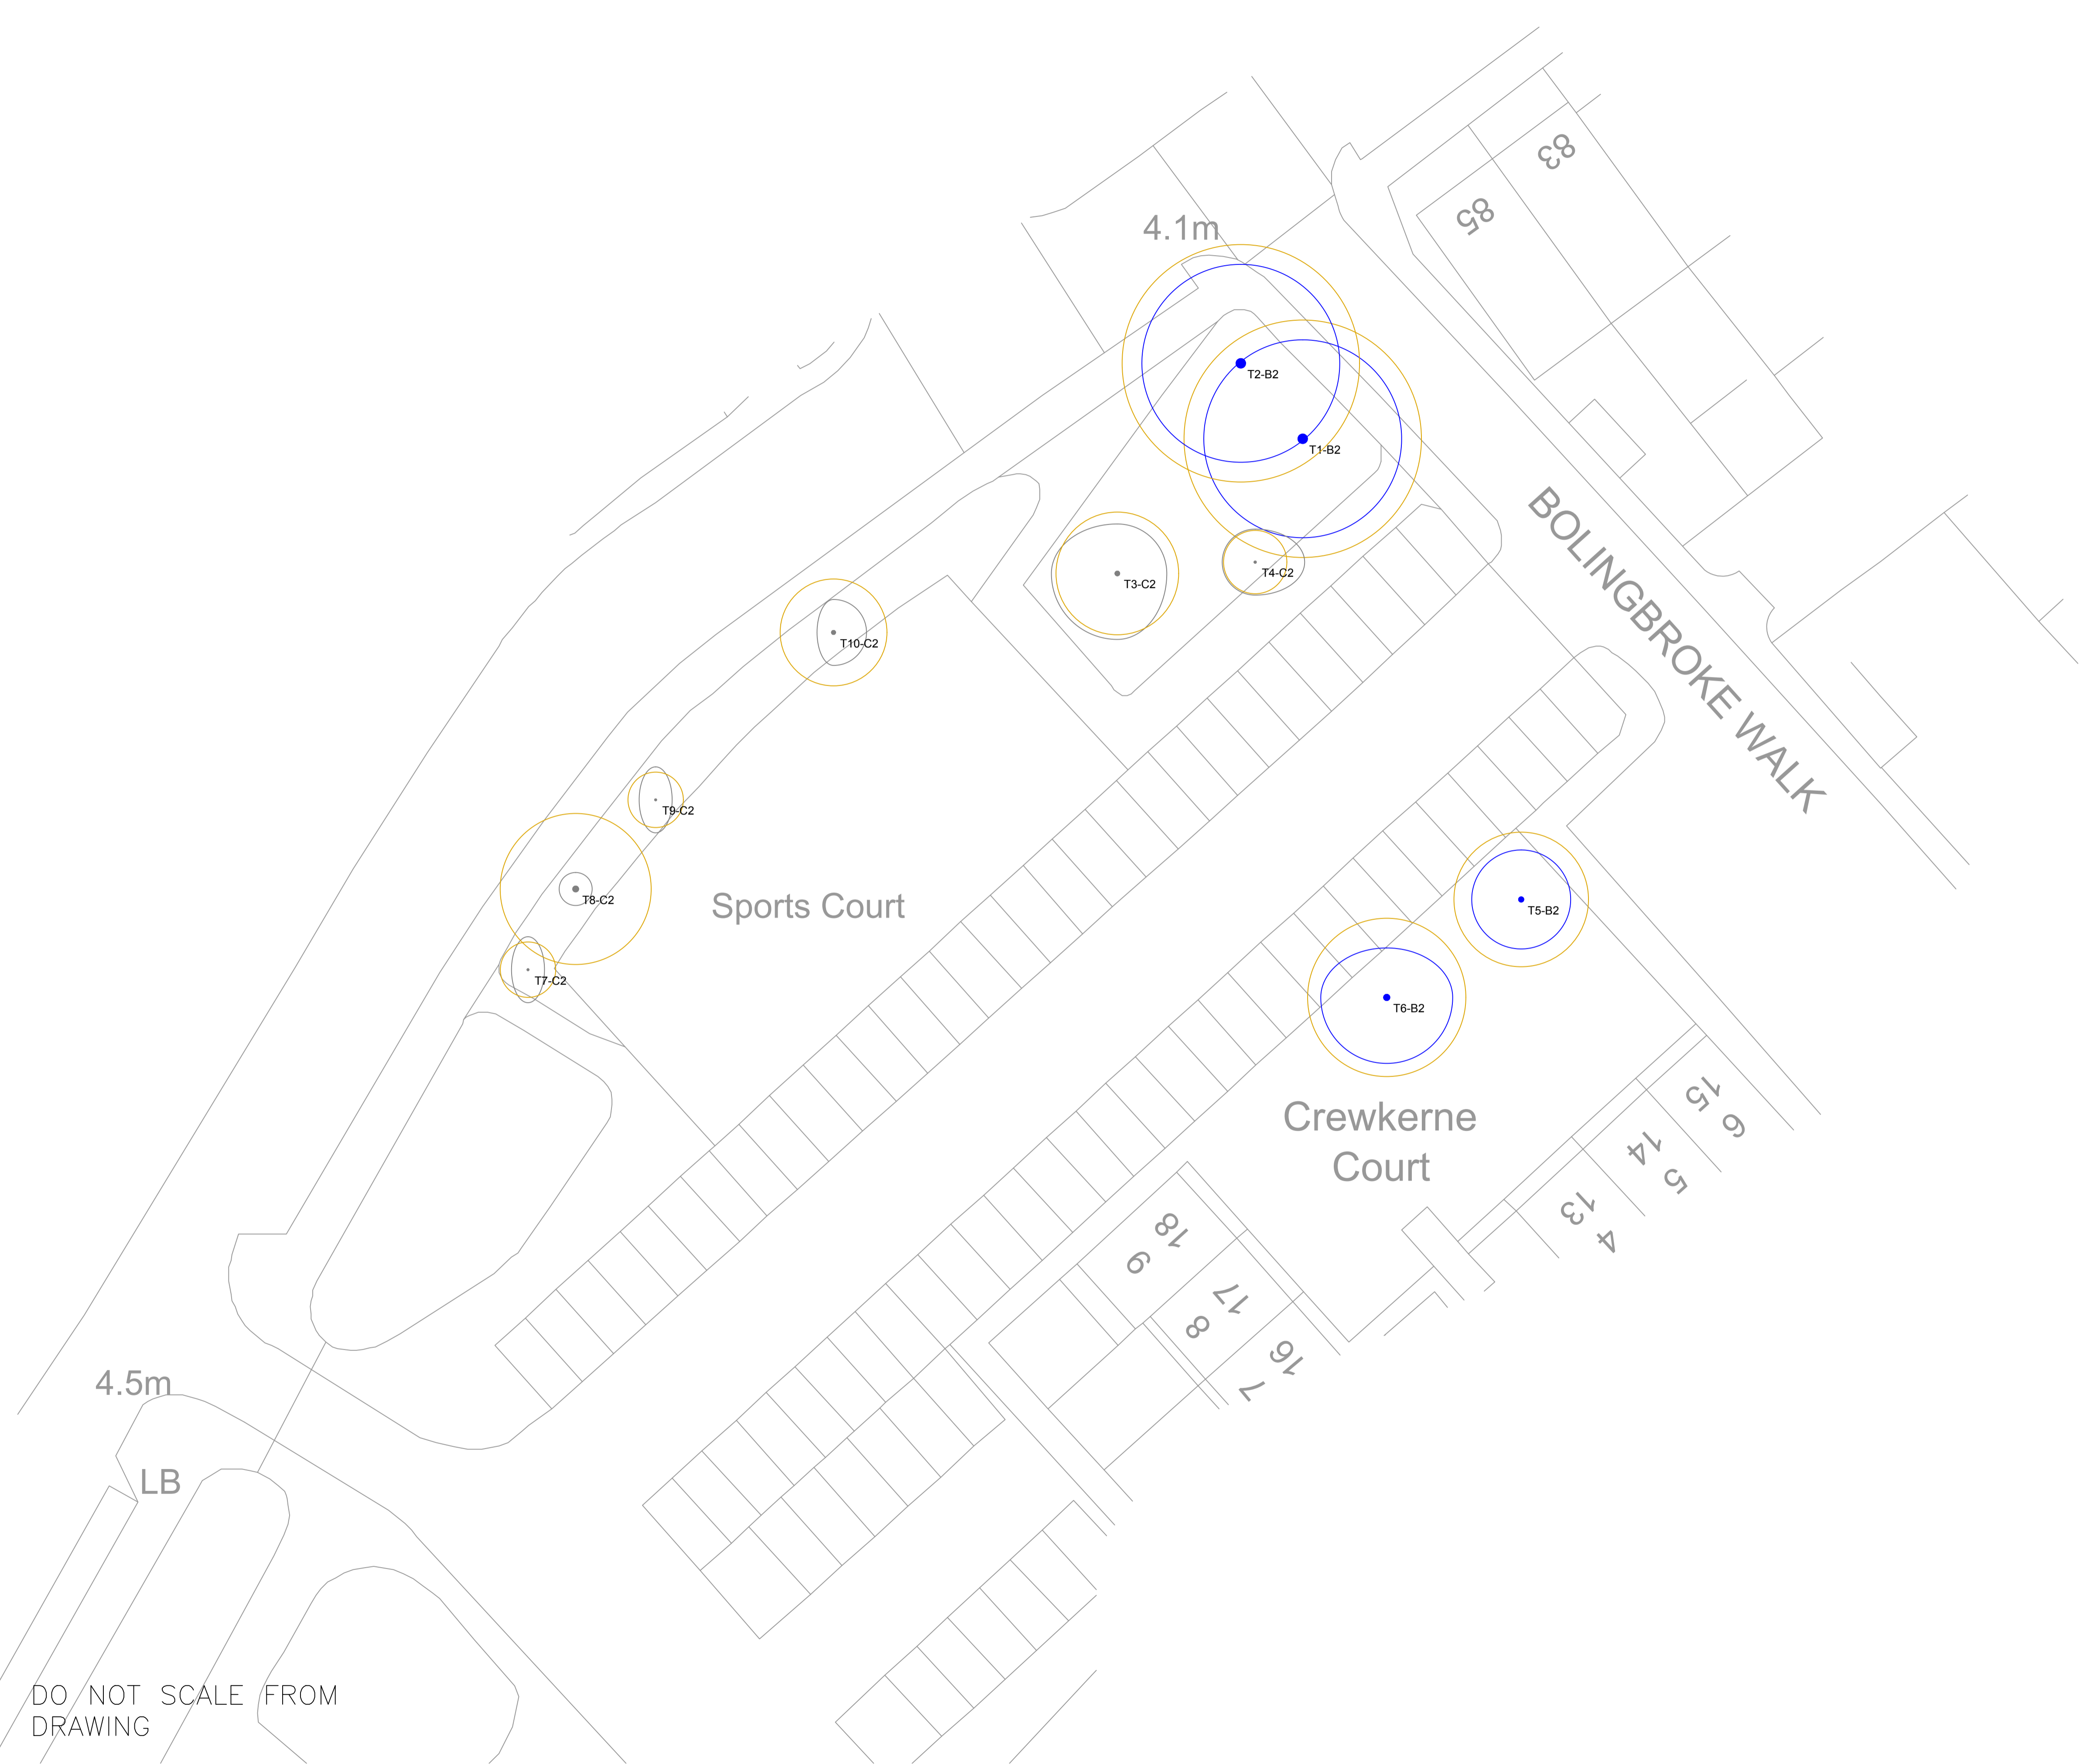 83
85
4.1m
T2-B2
T1-B2
BOLINGBROKE WALK
T3-C2
T4-C2
T10-C2
T9-C2
T8-C2
Sports Court
T5-B2
T7-C2
T6-B2
Crewkerne
Court
15
6
14
5
13
4
18
9
17
8
16
7
4.5m
LB
DO NOT SCALE FROM
DRAWING